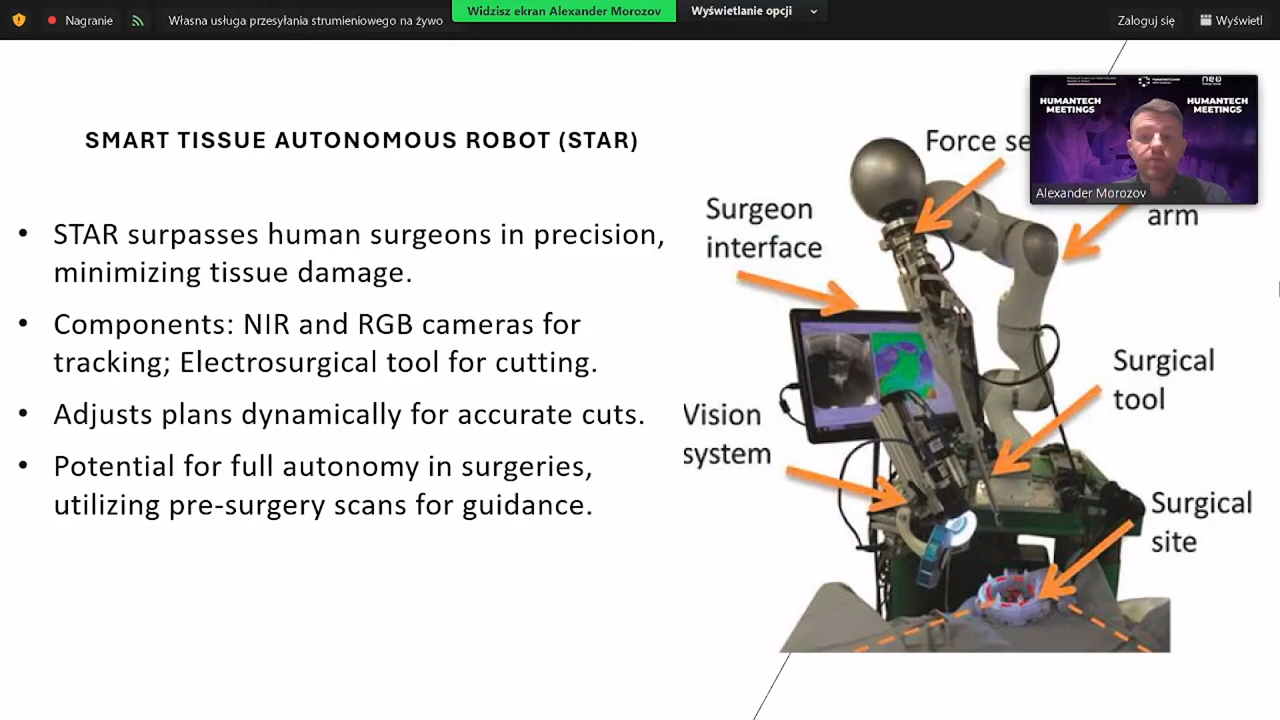 Nagranie
Własna usługa przesyłania strumieniowego na żywo
Widzisz ekran Alexander Morozov
Wyświetlanie opcji
Zaloguj się
Wyświetl
SMART TISSUE AUTONOMOUS ROBOT (STAR)
• STAR surpasses human surgeons in precision,
minimizing tissue damage.
• Components: NIR and RGB cameras for
tracking; Electrosurgical tool for cutting.
• Adjusts plans dynamically for accurate cuts.
• Potential for full autonomy in surgeries,
utilizing pre-surgery scans for guidance.
Force se
arm
Surgeon
interface
Surgical
tool
Vision
system
Surgical
site
HUMANTECH
MEETINGS
HUMANTECH
MEETINGS
Alexander Morozov